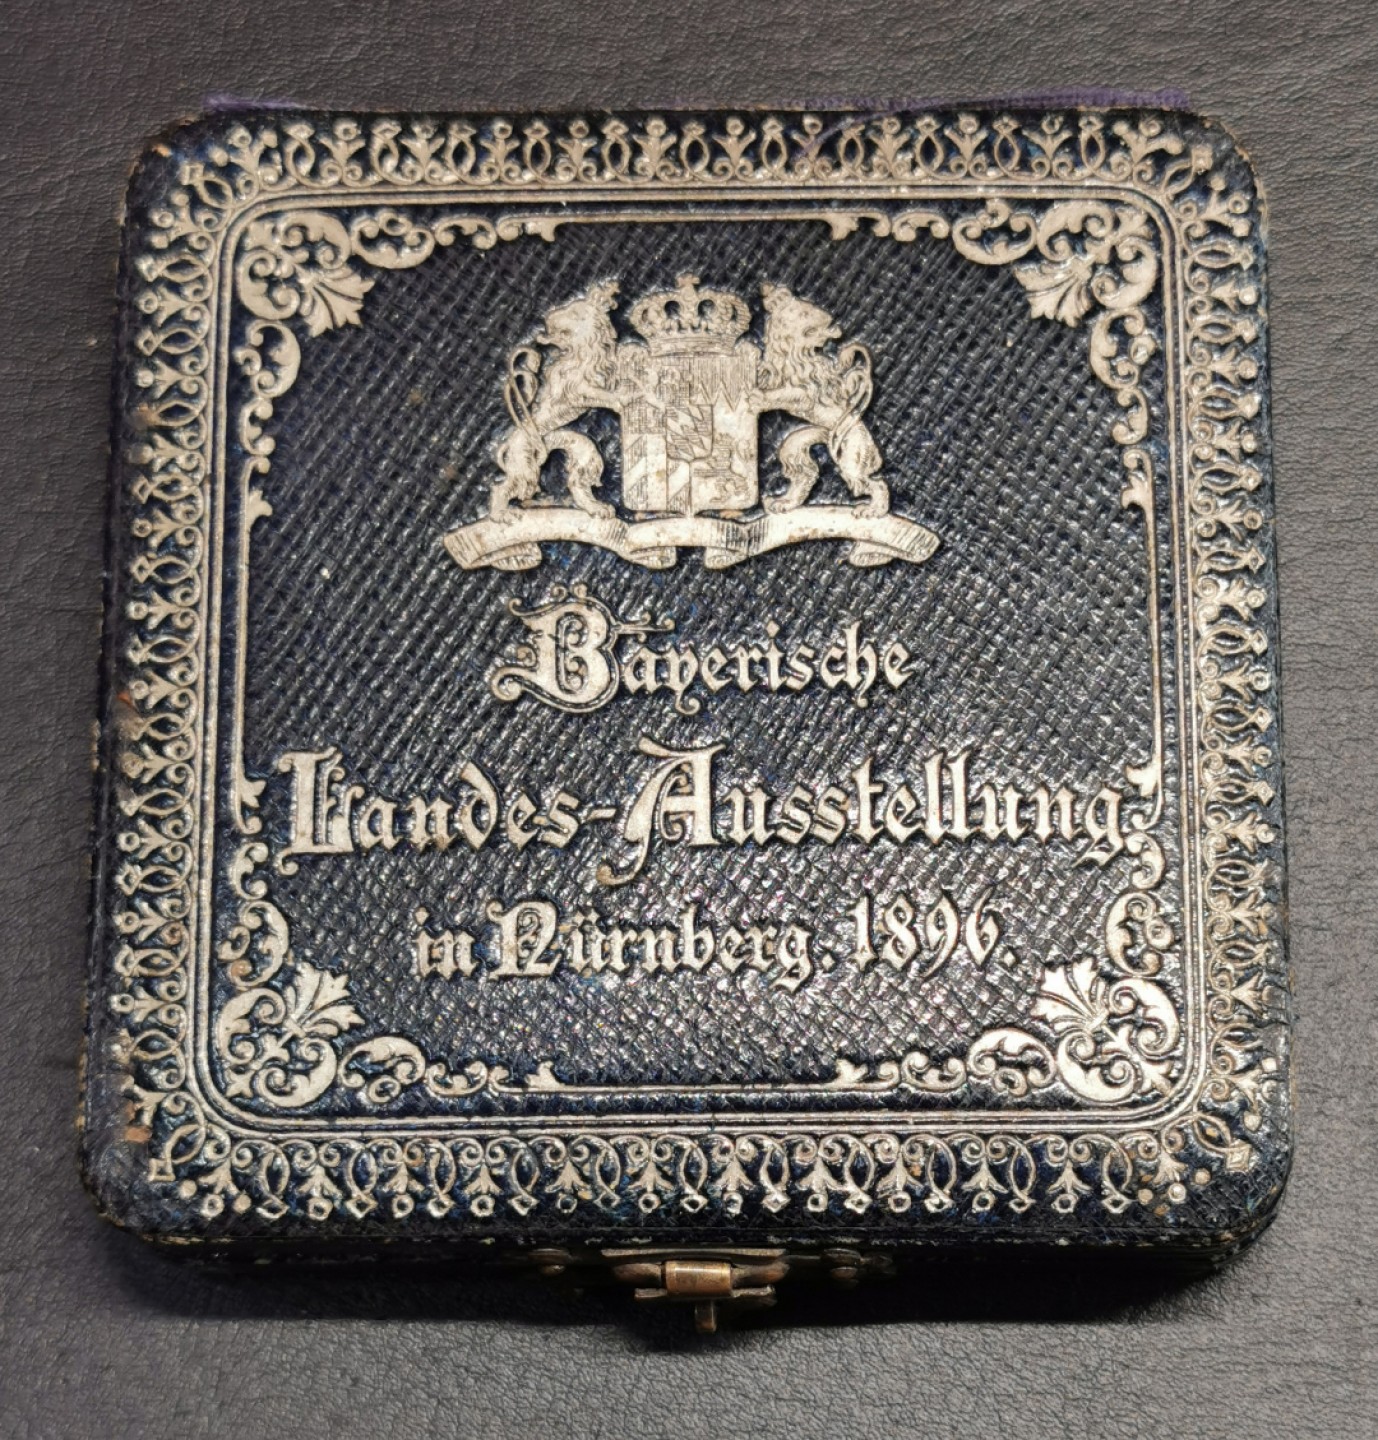 Bayerische
Landes-Ausstellung
in Nürnberg. 1896.